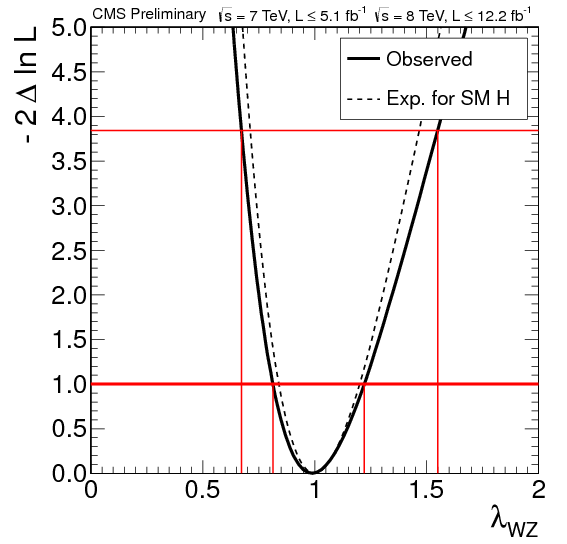 CMS Preliminary √s = 7 TeV, L ≤ 5.1 fb⁻¹ √s = 8 TeV, L ≤ 12.2 fb⁻¹
- 2 Δ ln L
Observed
Exp. for SM H
5.0
4.5
4.0
3.5
3.0
2.5
2.0
1.5
1.0
0.5
0.0
0 0.5 1 1.5 2
λWZ